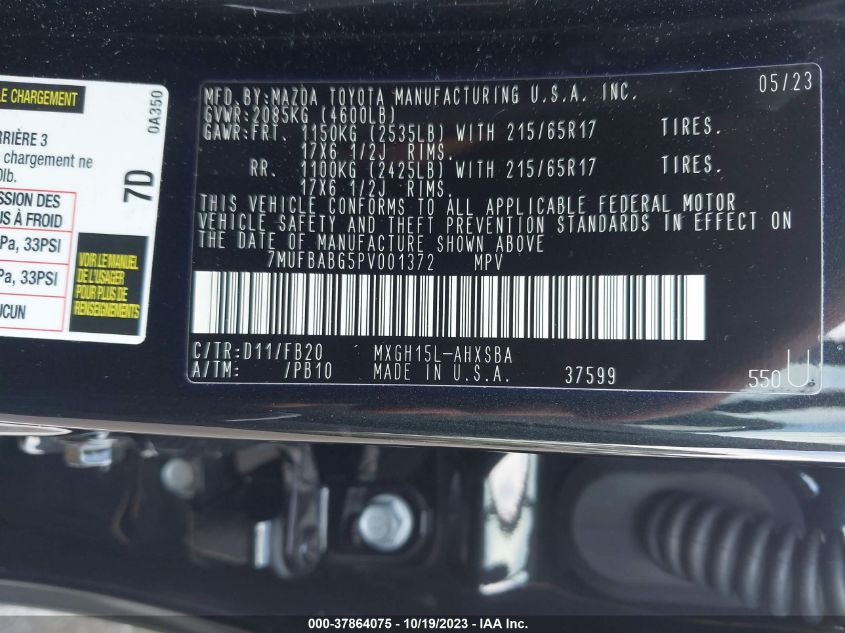 LE CHARGEMENT
0A350
RRIÈRE 3
chargement ne
0lb.
7D
SSION DES
US À FROID
Pa, 33PSI
Pa, 33PSI
UCUN
VOIR LE MANUEL
DE L'USAGER
POUR PLUS DE
RENSEIGNEMENTS
05/23
MFD.BY:MAZDA TOYOTA MANUFACTURING U.S.A. INC.
GVWR:2085KG (4600LB)
GAWR:FRT. 1150KG (2535LB) WITH 215/65R17 TIRES.
17X6 1/2J RIMS.
RR. 1100KG (2425LB) WITH 215/65R17 TIRES.
17X6 1/2J RIMS.
THIS VEHICLE CONFORMS TO ALL APPLICABLE FEDERAL MOTOR
VEHICLE SAFETY AND THEFT PREVENTION STANDARDS IN EFFECT ON
THE DATE OF MANUFACTURE SHOWN ABOVE
7MUFBABG5PV001372 MPV
C/TR:D11/FB20 MXGH15L-AHXSBA
A/TM: /PB10 MADE IN U.S.A. 37599 550U
000-37864075 - 10/19/2023 - IAA Inc.